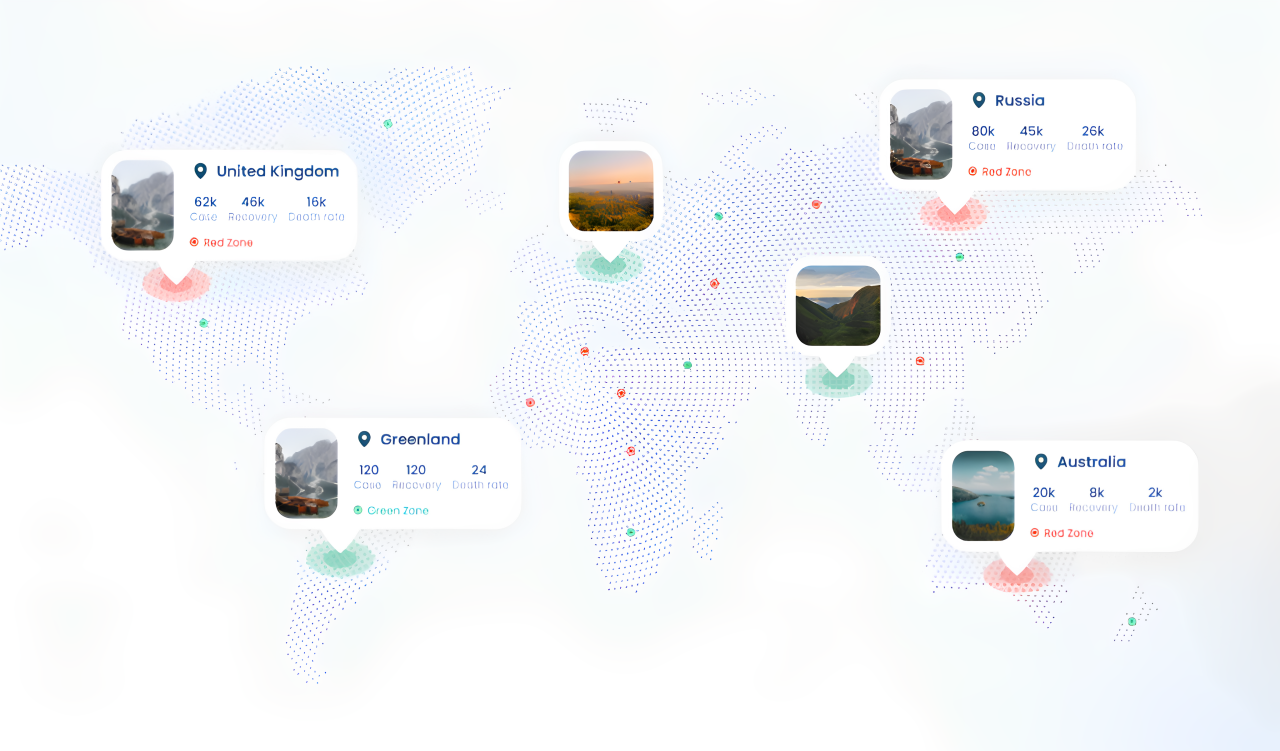 Russia
80k 45k 26k
Case Recovery Death rate
Red Zone
United Kingdom
62k 46k 16k
Case Recovery Death rate
Red Zone
Greenland
120 120 24
Case Recovery Death rate
Green Zone
Australia
20k 8k 2k
Case Recovery Death rate
Red Zone